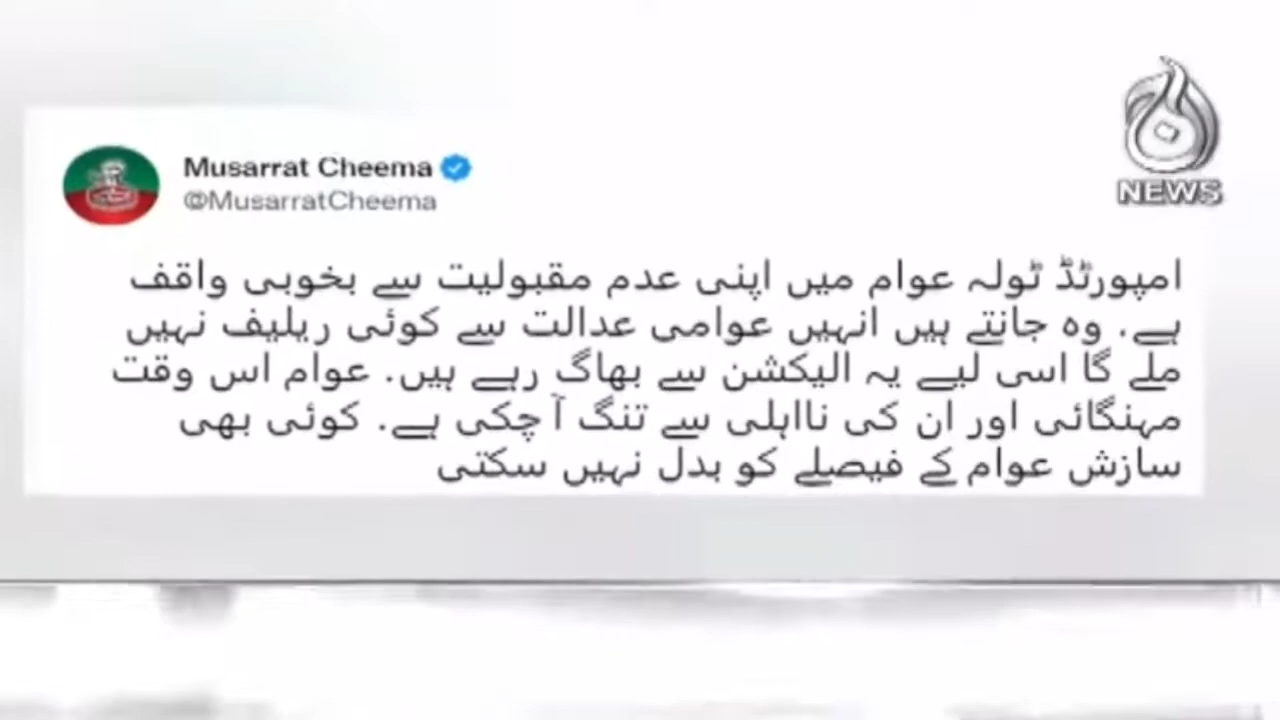 Musarrat Cheema
@MusarratCheema
NEWS
امپورٹڈ ٹولہ عوام میں اپنی عدم مقبولیت سے بخوبی واقف
ہے. وہ جانتے ہیں انہیں عوامی عدالت سے کوئی ریلیف نہیں
ملے گا اسی لیے یہ الیکشن سے بھاگ رہے ہیں. عوام اس وقت
مہنگائی اور ان کی نااہلی سے تنگ آ چکی ہے. کوئی بھی
سازش عوام کے فیصلے کو بدل نہیں سکتی